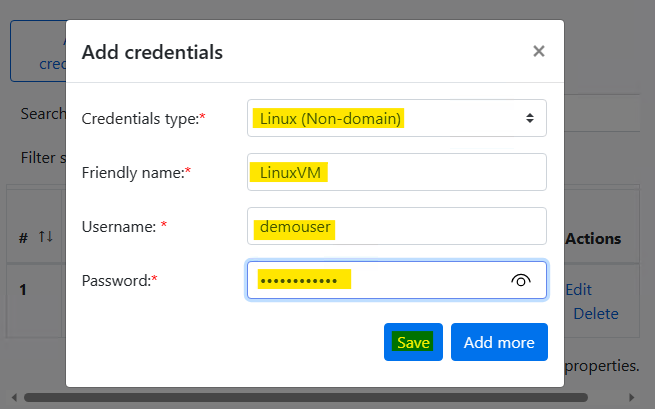 Add credentials ×
cred
Search
Credentials type:* Linux (Non-domain)
Filter s
Friendly name:* LinuxVM
Username: * demouser
# Actions
Password:* ••••••••••••
1 Edit
Delete
Save Add more
properties.